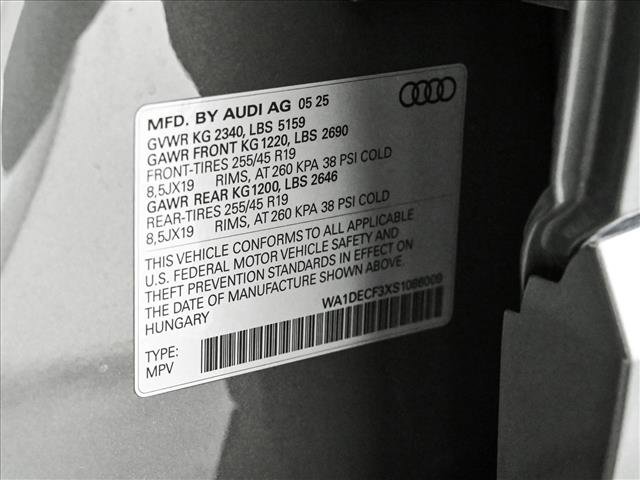 MFD. BY AUDI AG 05 25
GVWR KG 2340, LBS 5159
GAWR FRONT KG 1220, LBS 2690
FRONT-TIRES 255/45 R19
8,5JX19 RIMS, AT 260 KPA 38 PSI COLD
GAWR REAR KG1200, LBS 2646
REAR-TIRES 255/45 R19
8,5JX19 RIMS, AT 260 KPA 38 PSI COLD
THIS VEHICLE CONFORMS TO ALL APPLICABLE
U.S. FEDERAL MOTOR VEHICLE SAFETY AND
THEFT PREVENTION STANDARDS IN EFFECT ON
THE DATE OF MANUFACTURE SHOWN ABOVE.
HUNGARY
WA1DECF3XS1086009
TYPE:
MPV